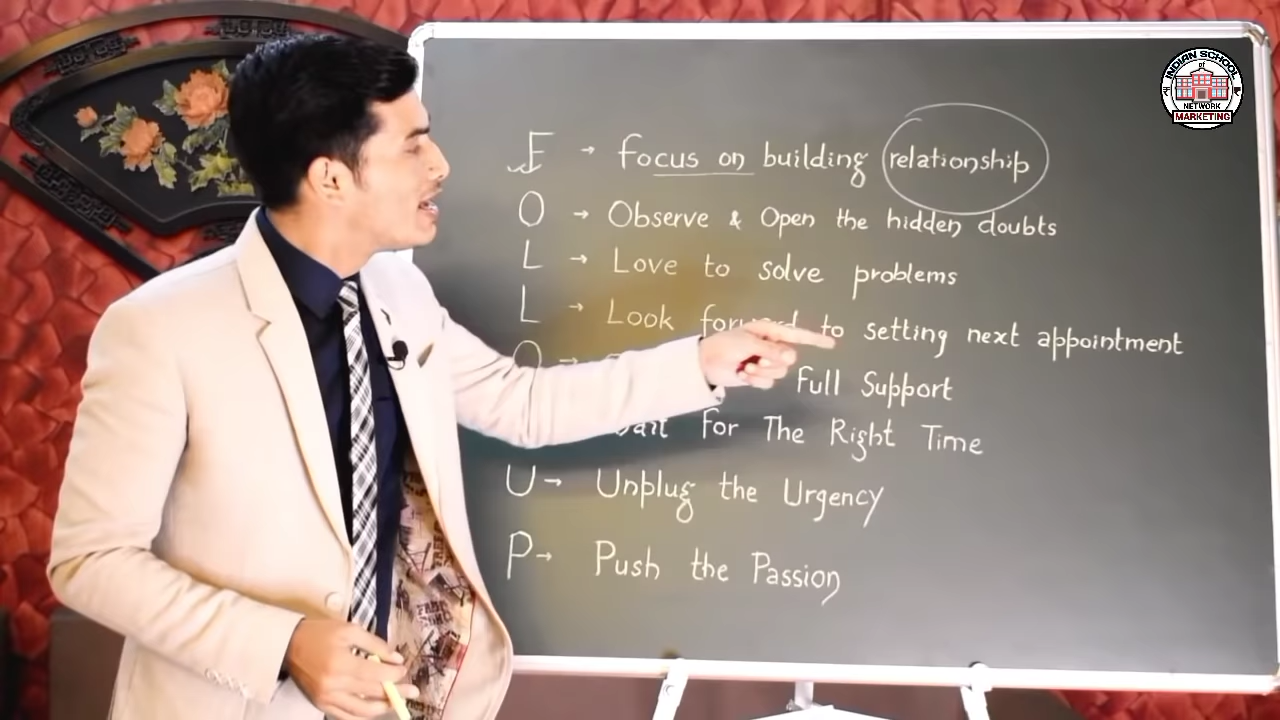 INDIAN SCHOOL
of
NETWORK
MARKETING
F → focus on building relationship
O → Observe & Open the hidden doubts
L → Love to solve problems
L → Look forward to setting next appointment
O → Full Support
For The Right Time
U → Unplug the Urgency
P → Push the Passion